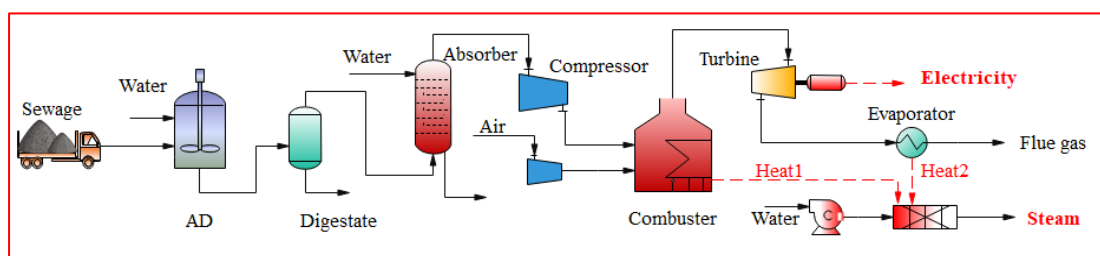 Sewage
Water
AD
Digestate
Water
Absorber
Compressor
Air
Combuster
Turbine
Electricity
Evaporator
Flue gas
Heat1
Heat2
Water
C
Steam